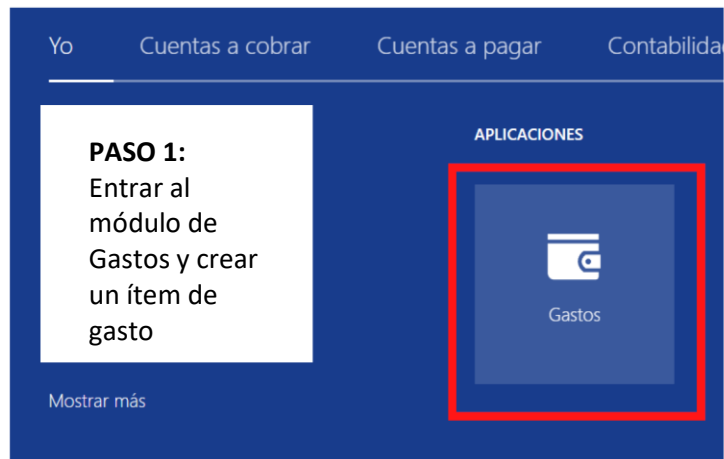 Yo Cuentas a cobrar Cuentas a pagar Contabilida
APLICACIONES
PASO 1:
Entrar al
módulo de
Gastos y crear
un ítem de
gasto
Gastos
Mostrar más